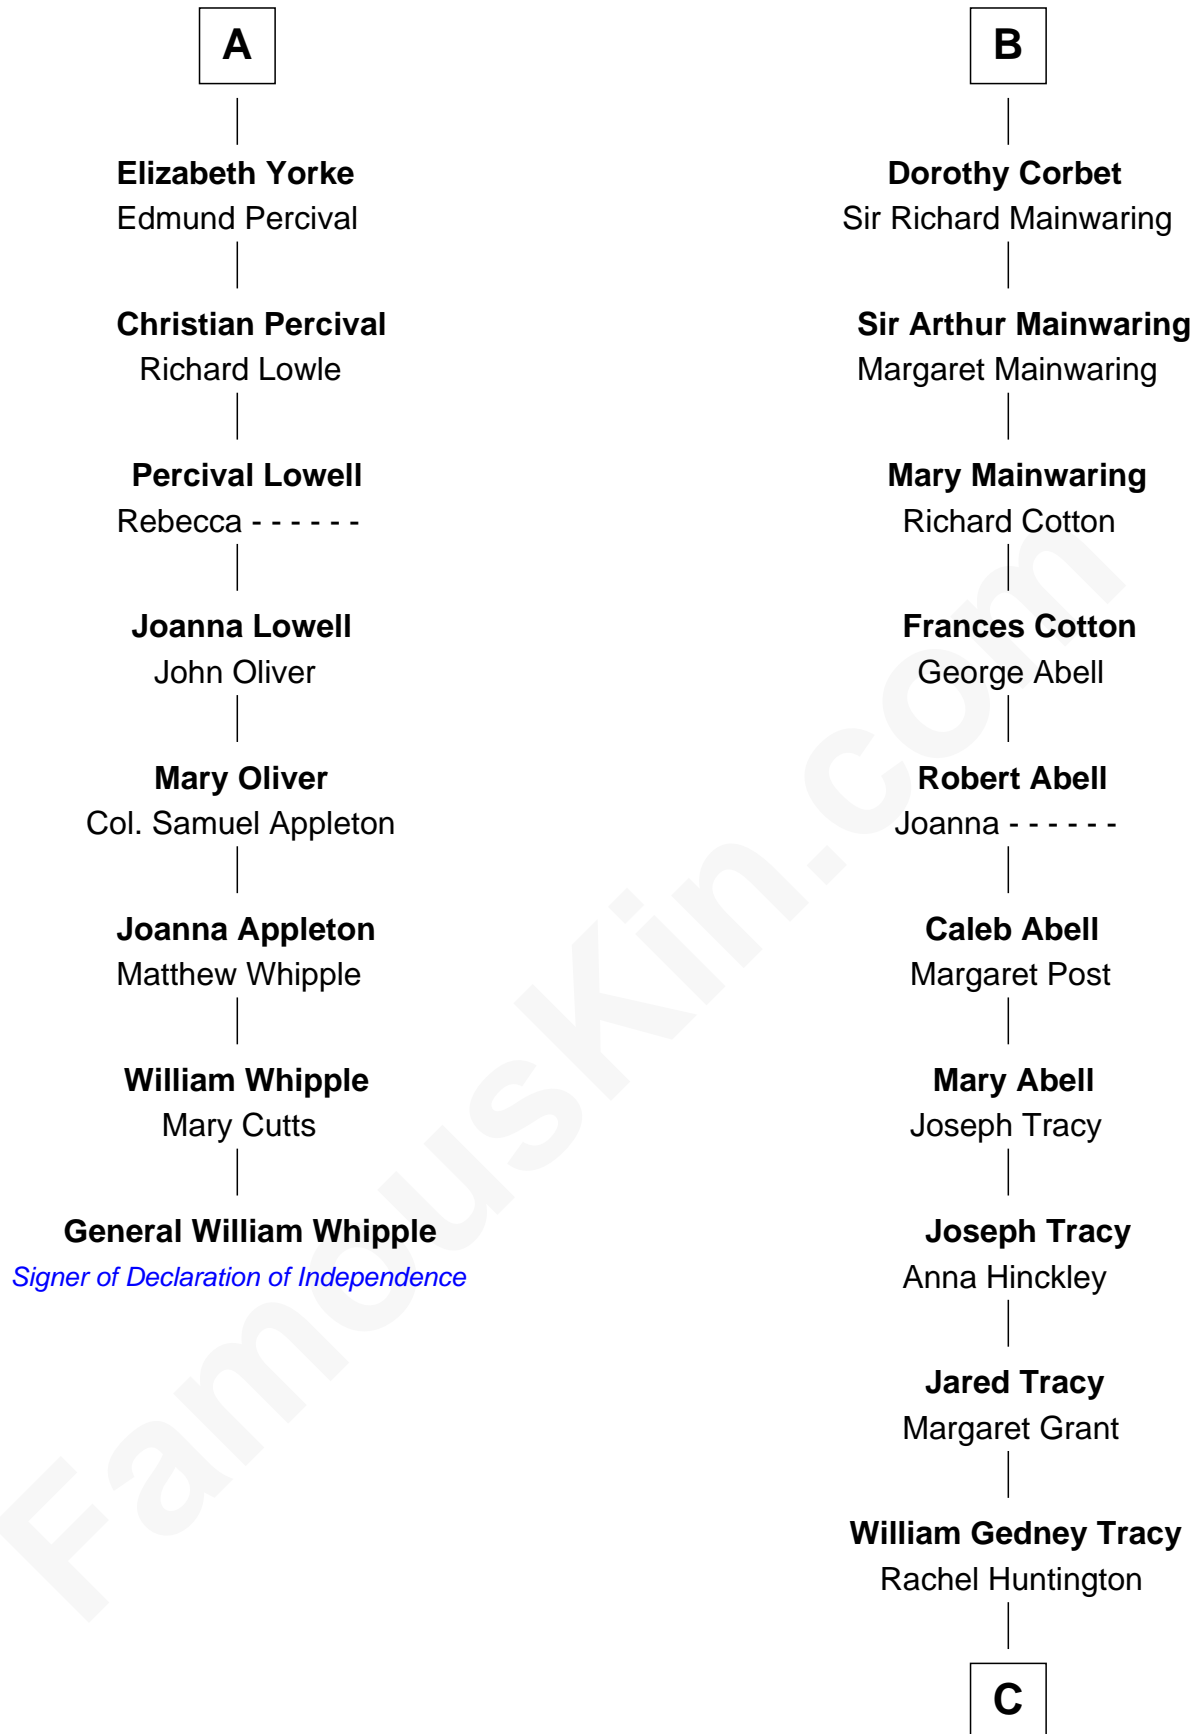 A
Elizabeth Yorke
Edmund Percival
Christian Percival
Richard Lowle
Percival Lowell
Rebecca - - - - - -
Joanna Lowell
John Oliver
Mary Oliver
Col. Samuel Appleton
Joanna Appleton
Matthew Whipple
William Whipple
Mary Cutts
General William Whipple
Signer of Declaration of Independence
B
Dorothy Corbet
Sir Richard Mainwaring
Sir Arthur Mainwaring
Margaret Mainwaring
Mary Mainwaring
Richard Cotton
Frances Cotton
George Abell
Robert Abell
Joanna - - - - - -
Caleb Abell
Margaret Post
Mary Abell
Joseph Tracy
Joseph Tracy
Anna Hinckley
Jared Tracy
Margaret Grant
William Gedney Tracy
Rachel Huntington
C
FamousKin.com